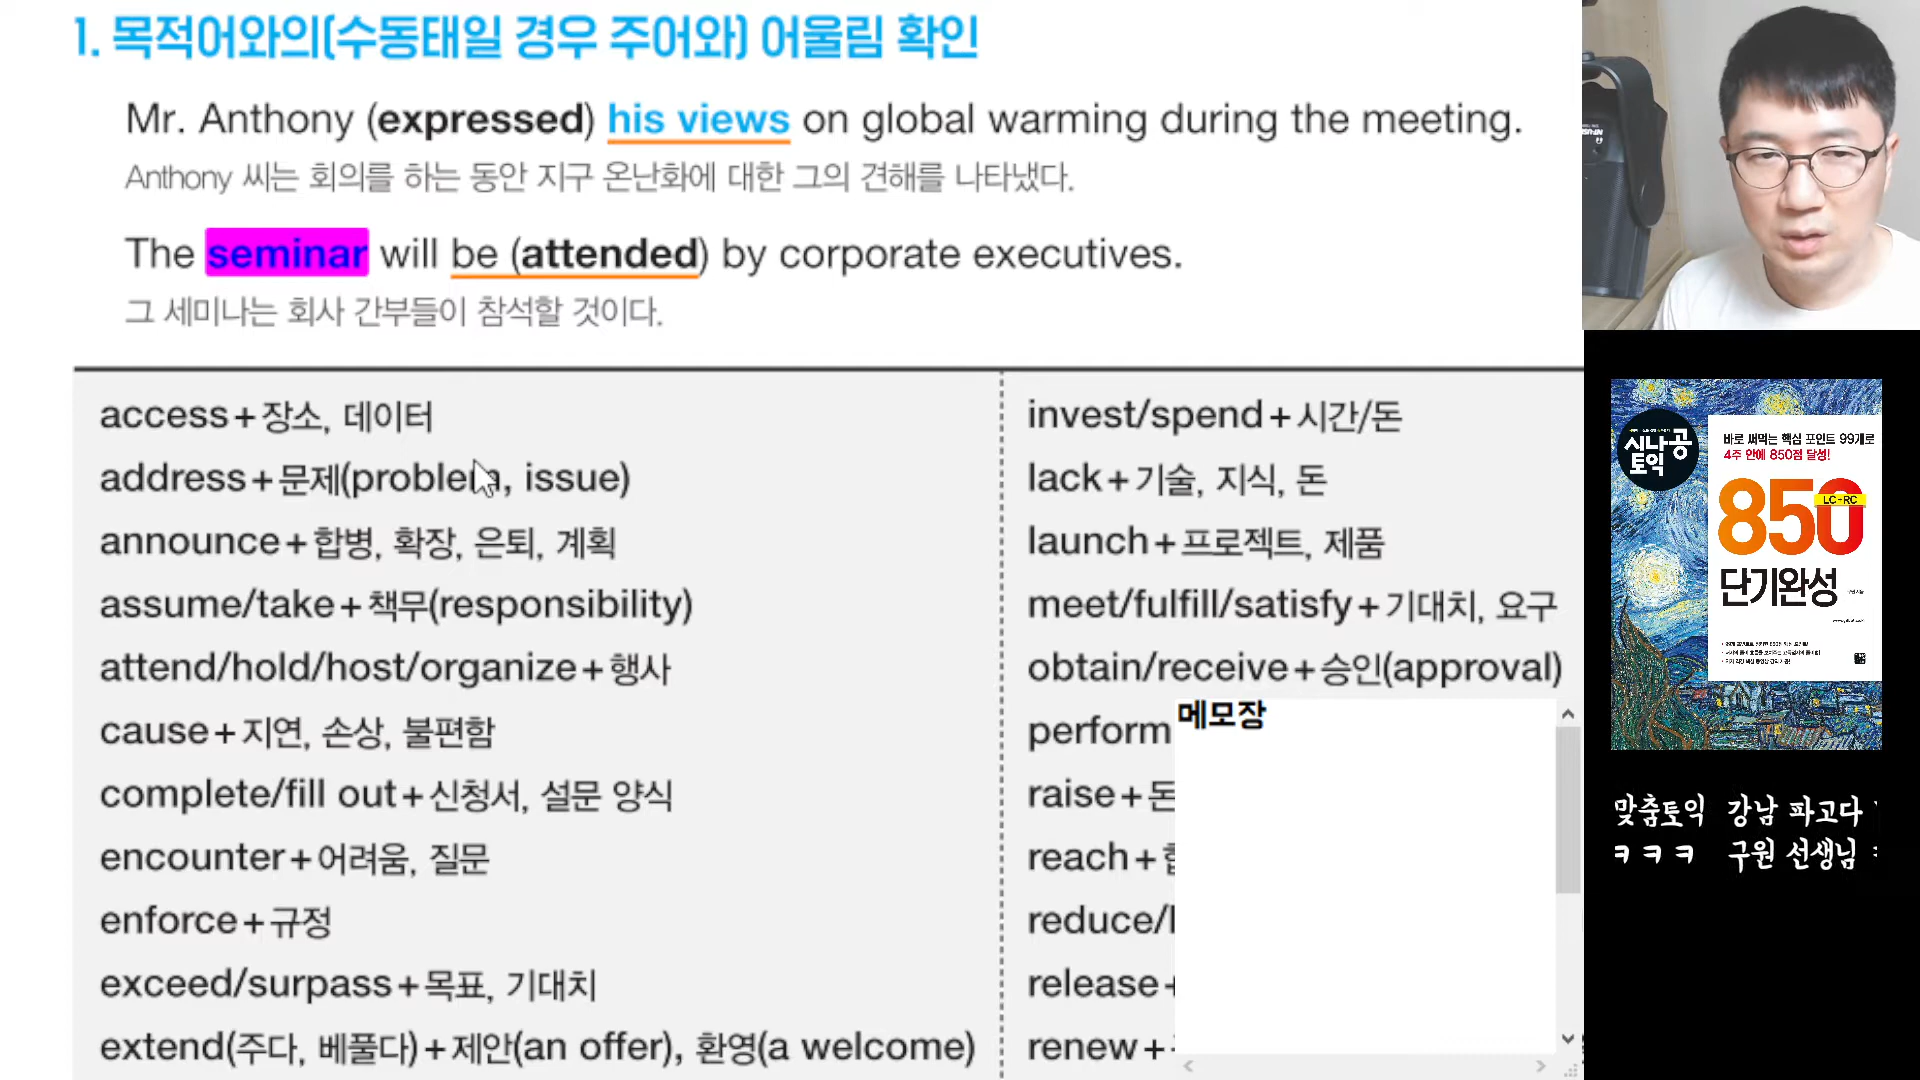 1. 목적어와의(수동태일 경우 주어와) 어울림 확인
Mr. Anthony (expressed) his views on global warming during the meeting.
Anthony 씨는 회의를 하는 동안 지구 온난화에 대한 그의 견해를 나타냈다.
The seminar will be (attended) by corporate executives.
그 세미나는 회사 간부들이 참석할 것이다.
access+장소, 데이터
address+문제(problem, issue)
announce+합병, 확장, 은퇴, 계획
assume/take+책무(responsibility)
attend/hold/host/organize+행사
cause+지연, 손상, 불편함
complete/fill out+신청서, 설문 양식
encounter+어려움, 질문
enforce+규정
exceed/surpass+목표, 기대치
extend(주다, 베풀다)+제안(an offer), 환영(a welcome)
invest/spend+시간/돈
lack+기술, 지식, 돈
launch+프로젝트, 제품
meet/fulfill/satisfy+기대치, 요구
obtain/receive+승인(approval)
perform
raise+돈
reach+
reduce/
release+
renew+
메모장
시나공
토익
바로 써먹는 핵심 포인트 99개로
4주 안에 850점 달성!
850
LC+RC
단기완성
맞춤토익 강남 파고다
ㅋㅋㅋ 구원 선생님